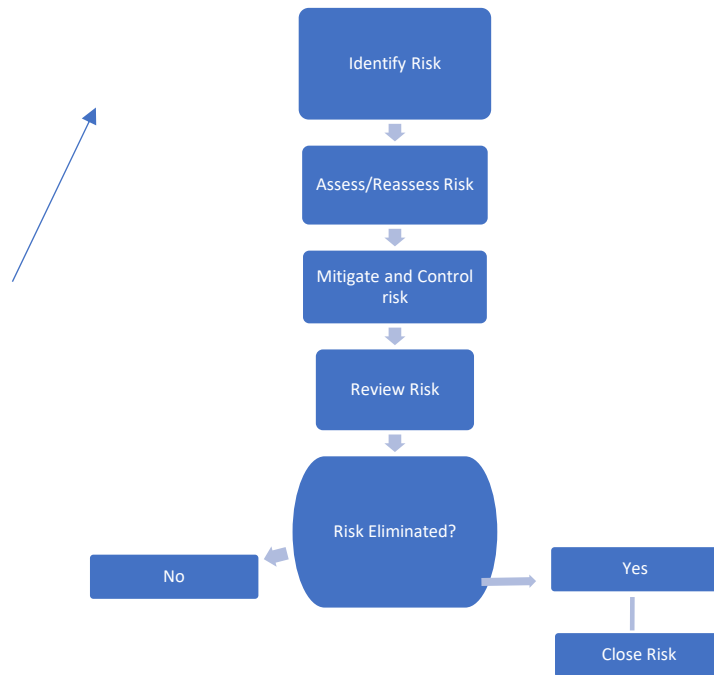 Identify Risk
Assess/Reassess Risk
Mitigate and Control
risk
Review Risk
Risk Eliminated?
No
Yes
Close Risk